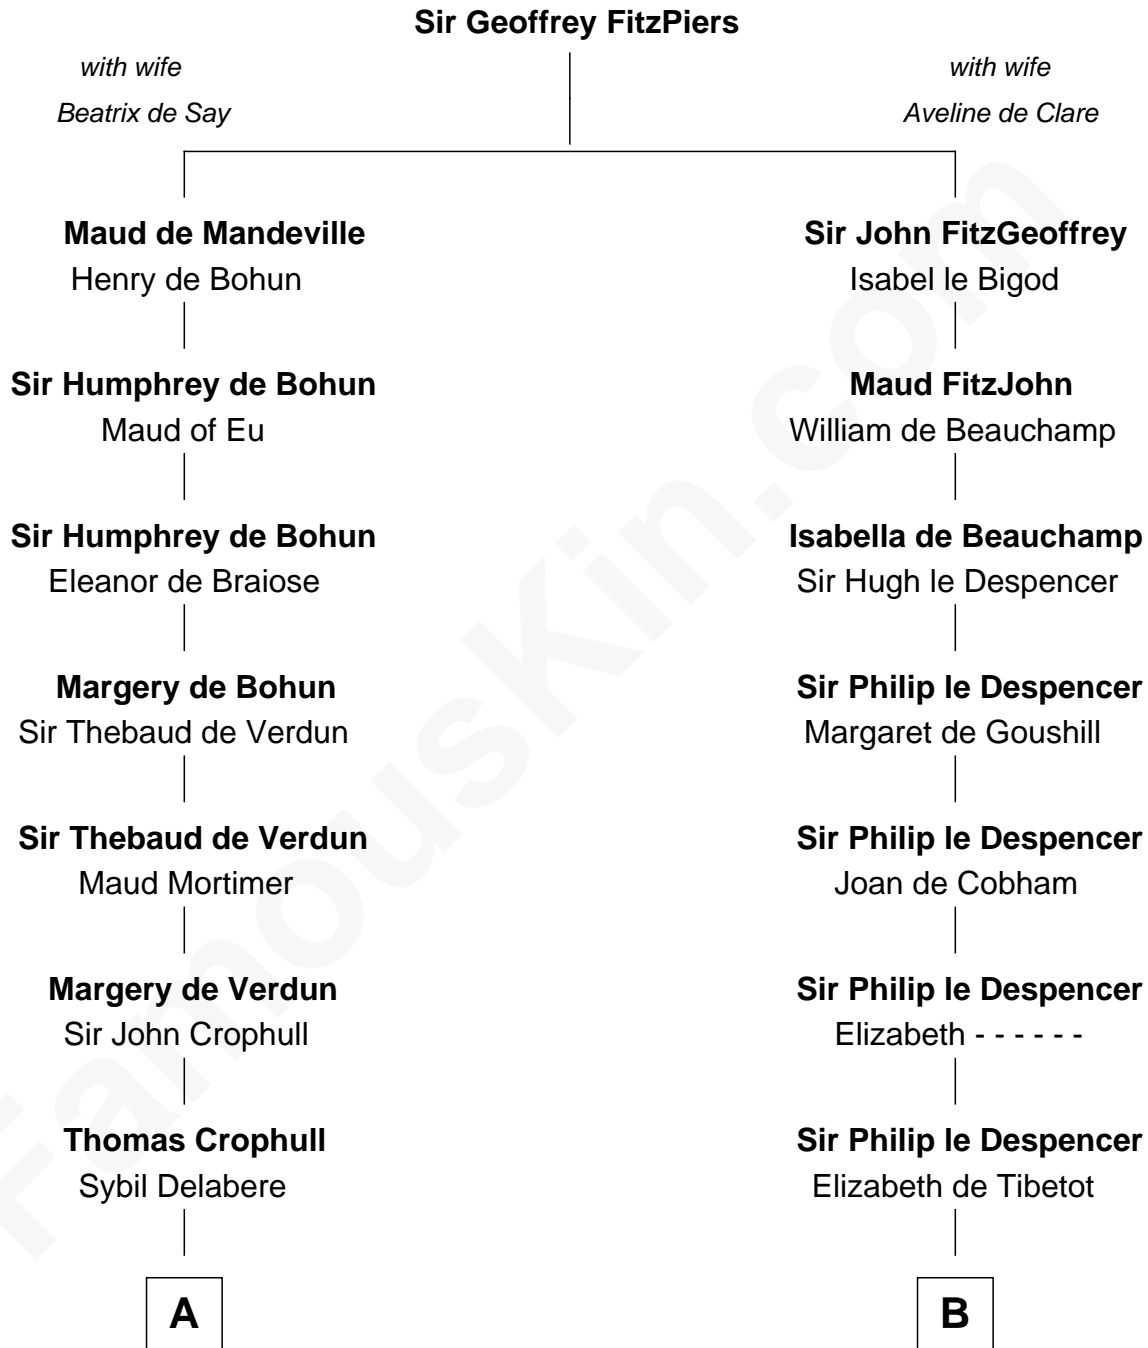 Sir Geoffrey FitzPiers
with wife
Beatrix de Say
with wife
Aveline de Clare
Maud de Mandeville
Henry de Bohun
Sir John FitzGeoffrey
Isabel le Bigod
Sir Humphrey de Bohun
Maud of Eu
Maud FitzJohn
William de Beauchamp
Sir Humphrey de Bohun
Eleanor de Braiose
Isabella de Beauchamp
Sir Hugh le Despencer
Margery de Bohun
Sir Thebaud de Verdun
Sir Philip le Despencer
Margaret de Goushill
Sir Thebaud de Verdun
Maud Mortimer
Sir Philip le Despencer
Joan de Cobham
Margery de Verdun
Sir John Crophull
Sir Philip le Despencer
Elizabeth - - - - - -
Thomas Crophull
Sybil Delabere
Sir Philip le Despencer
Elizabeth de Tibetot
A
B
FamousKin.com